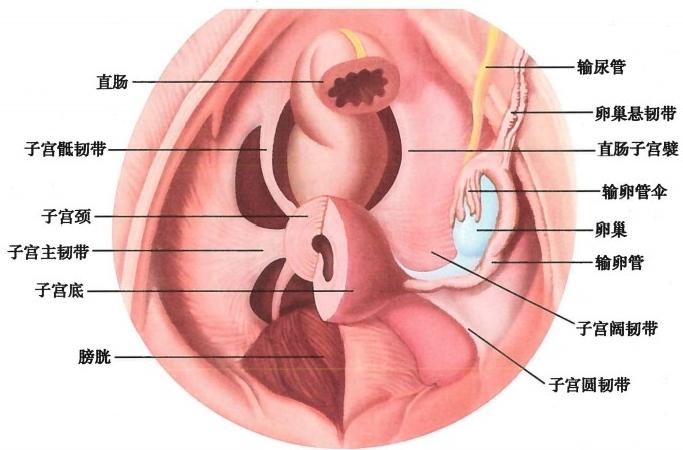 直肠
子宫骶韧带
子宫颈
子宫主韧带
子宫底
膀胱
输尿管
卵巢悬韧带
直肠子宫襞
输卵管伞
卵巢
输卵管
子宫阔韧带
子宫圆韧带